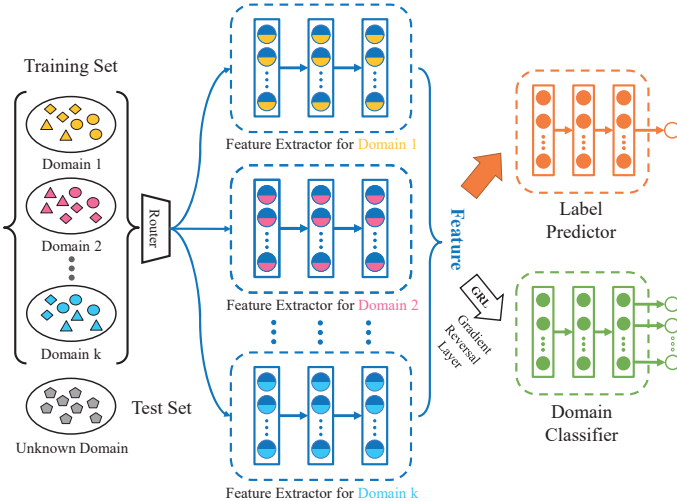 Training Set
Domain 1
Domain 2
Domain k
Test Set
Unknown Domain
Router
Feature Extractor for Domain 1
Feature Extractor for Domain 2
Feature Extractor for Domain k
Feature
GRL
Gradient
Reversal
Layer
Label
Predictor
Domain
Classifier